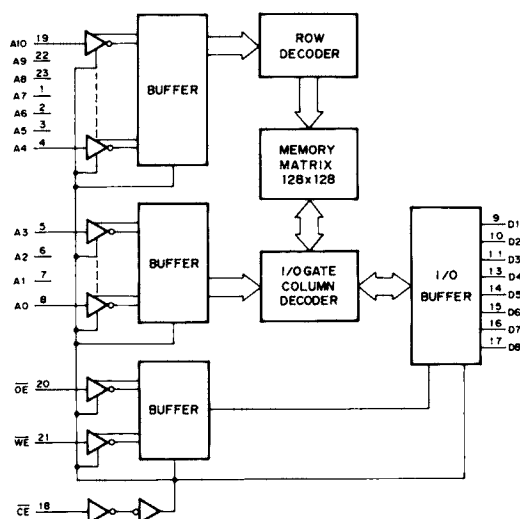 A10 19
A9 22
A8 23
A7 1
A6 2
A5 3
A4 4
BUFFER
ROW
DECODER
MEMORY
MATRIX
128x128
A3 5
A2 6
A1 7
A0 8
BUFFER
I/O GATE
COLUMN
DECODER
I/O
BUFFER
9 D1
10 D2
11 D3
13 D4
14 D5
15 D6
16 D7
17 D8
OE 20
WE 21
BUFFER
CE 18